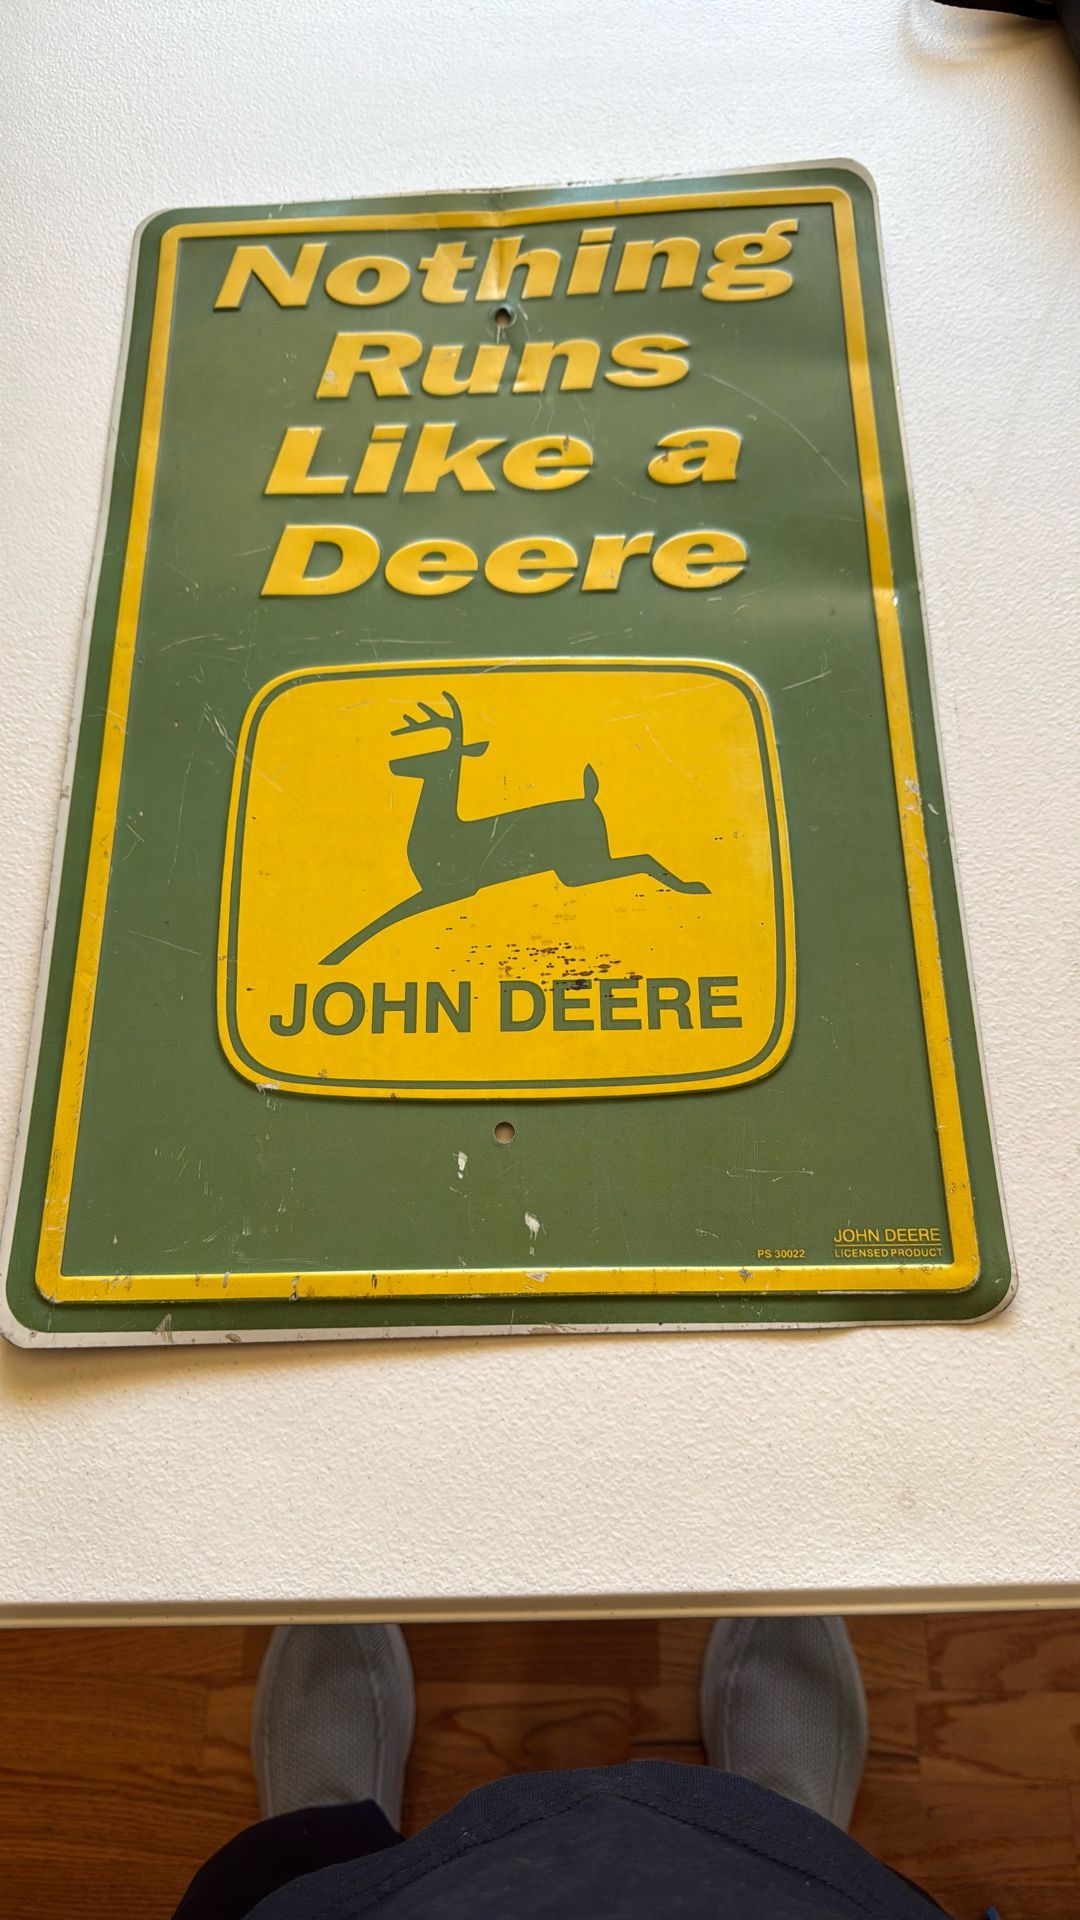 Nothing
Runs
Like a
Deere
JOHN DEERE
PS 30022
JOHN DEERE
LICENSED PRODUCT